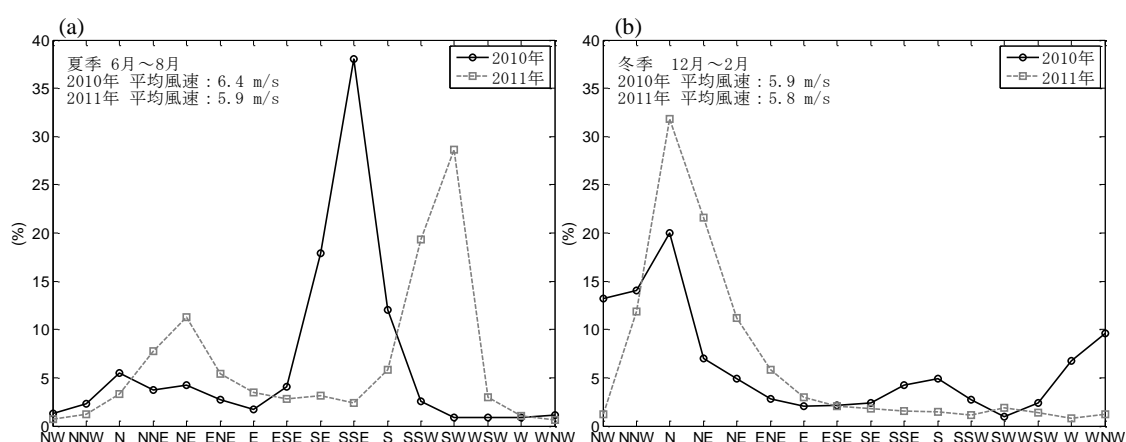 (a)
40
35
30
25
20
15
10
5
0
(%)
夏季 6月～8月
2010年 平均風速：6.4 m/s
2011年 平均風速：5.9 m/s
2010年
2011年
NW NNW N NNE NE ENE E ESE SE SSE S SSW SW WSW W WNW
(b)
40
35
30
25
20
15
10
5
0
(%)
冬季 12月～2月
2010年 平均風速：5.9 m/s
2011年 平均風速：5.8 m/s
2010年
2011年
NW NNW N NE NE ENE E ESE SE SSE S SSW SW WSW W WNW